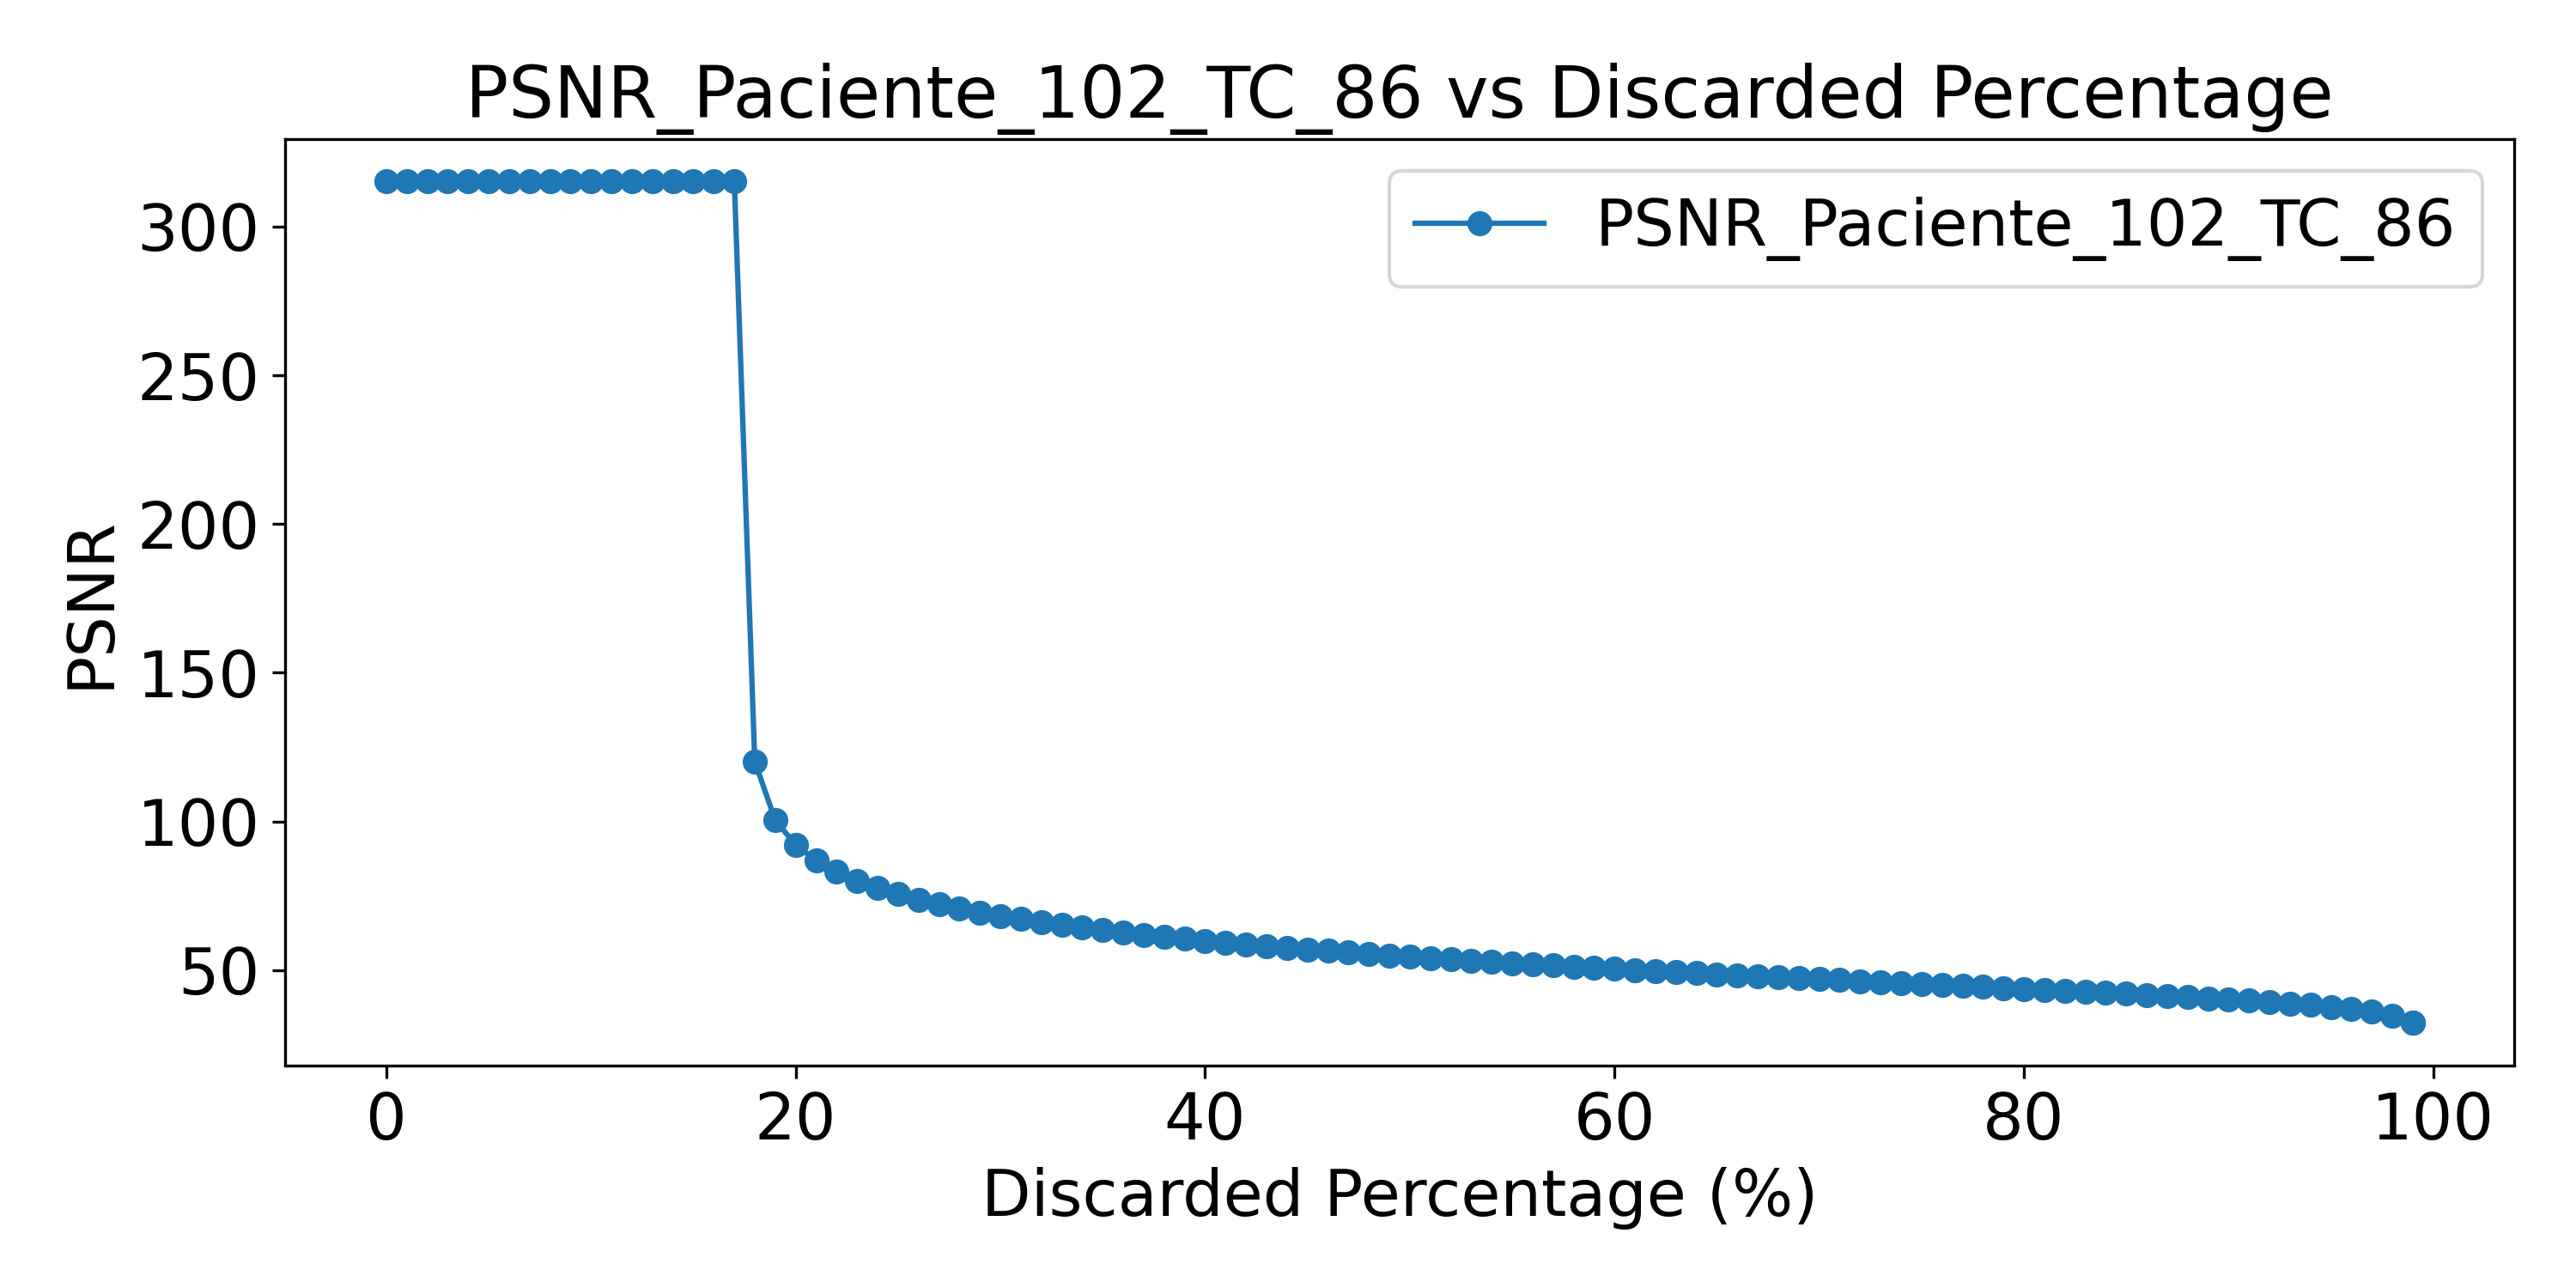 PSNR_Paciente_102_TC_86 vs Discarded Percentage
PSNR_Paciente_102_TC_86
300
250
200
150
100
50
PSNR
0 20 40 60 80 100
Discarded Percentage (%)